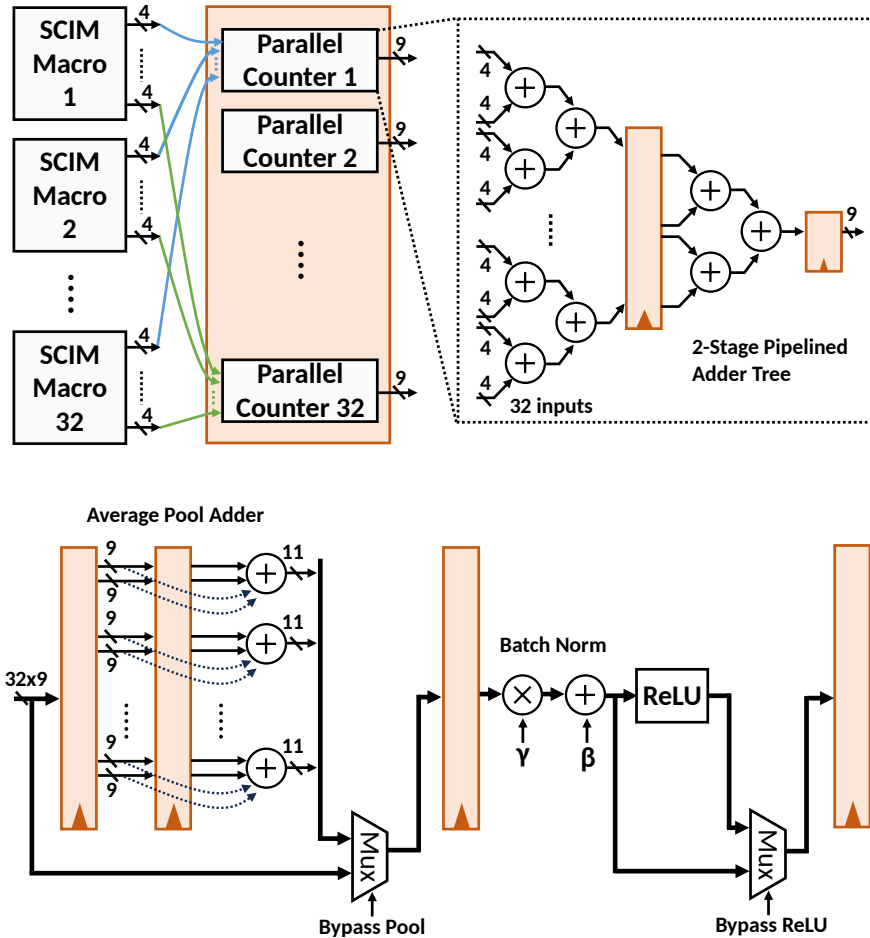 SCIM
Macro
1
4
4
SCIM
Macro
2
4
4
SCIM
Macro
32
4
4
Parallel
Counter 1
9
Parallel
Counter 2
9
Parallel
Counter 32
9
4
4
4
4
4
4
4
4
9
2-Stage Pipelined
Adder Tree
32 inputs
Average Pool Adder
32x9
9
9
11
9
9
11
9
9
11
Mux
Bypass Pool
Batch Norm
γ
β
ReLU
Mux
Bypass ReLU